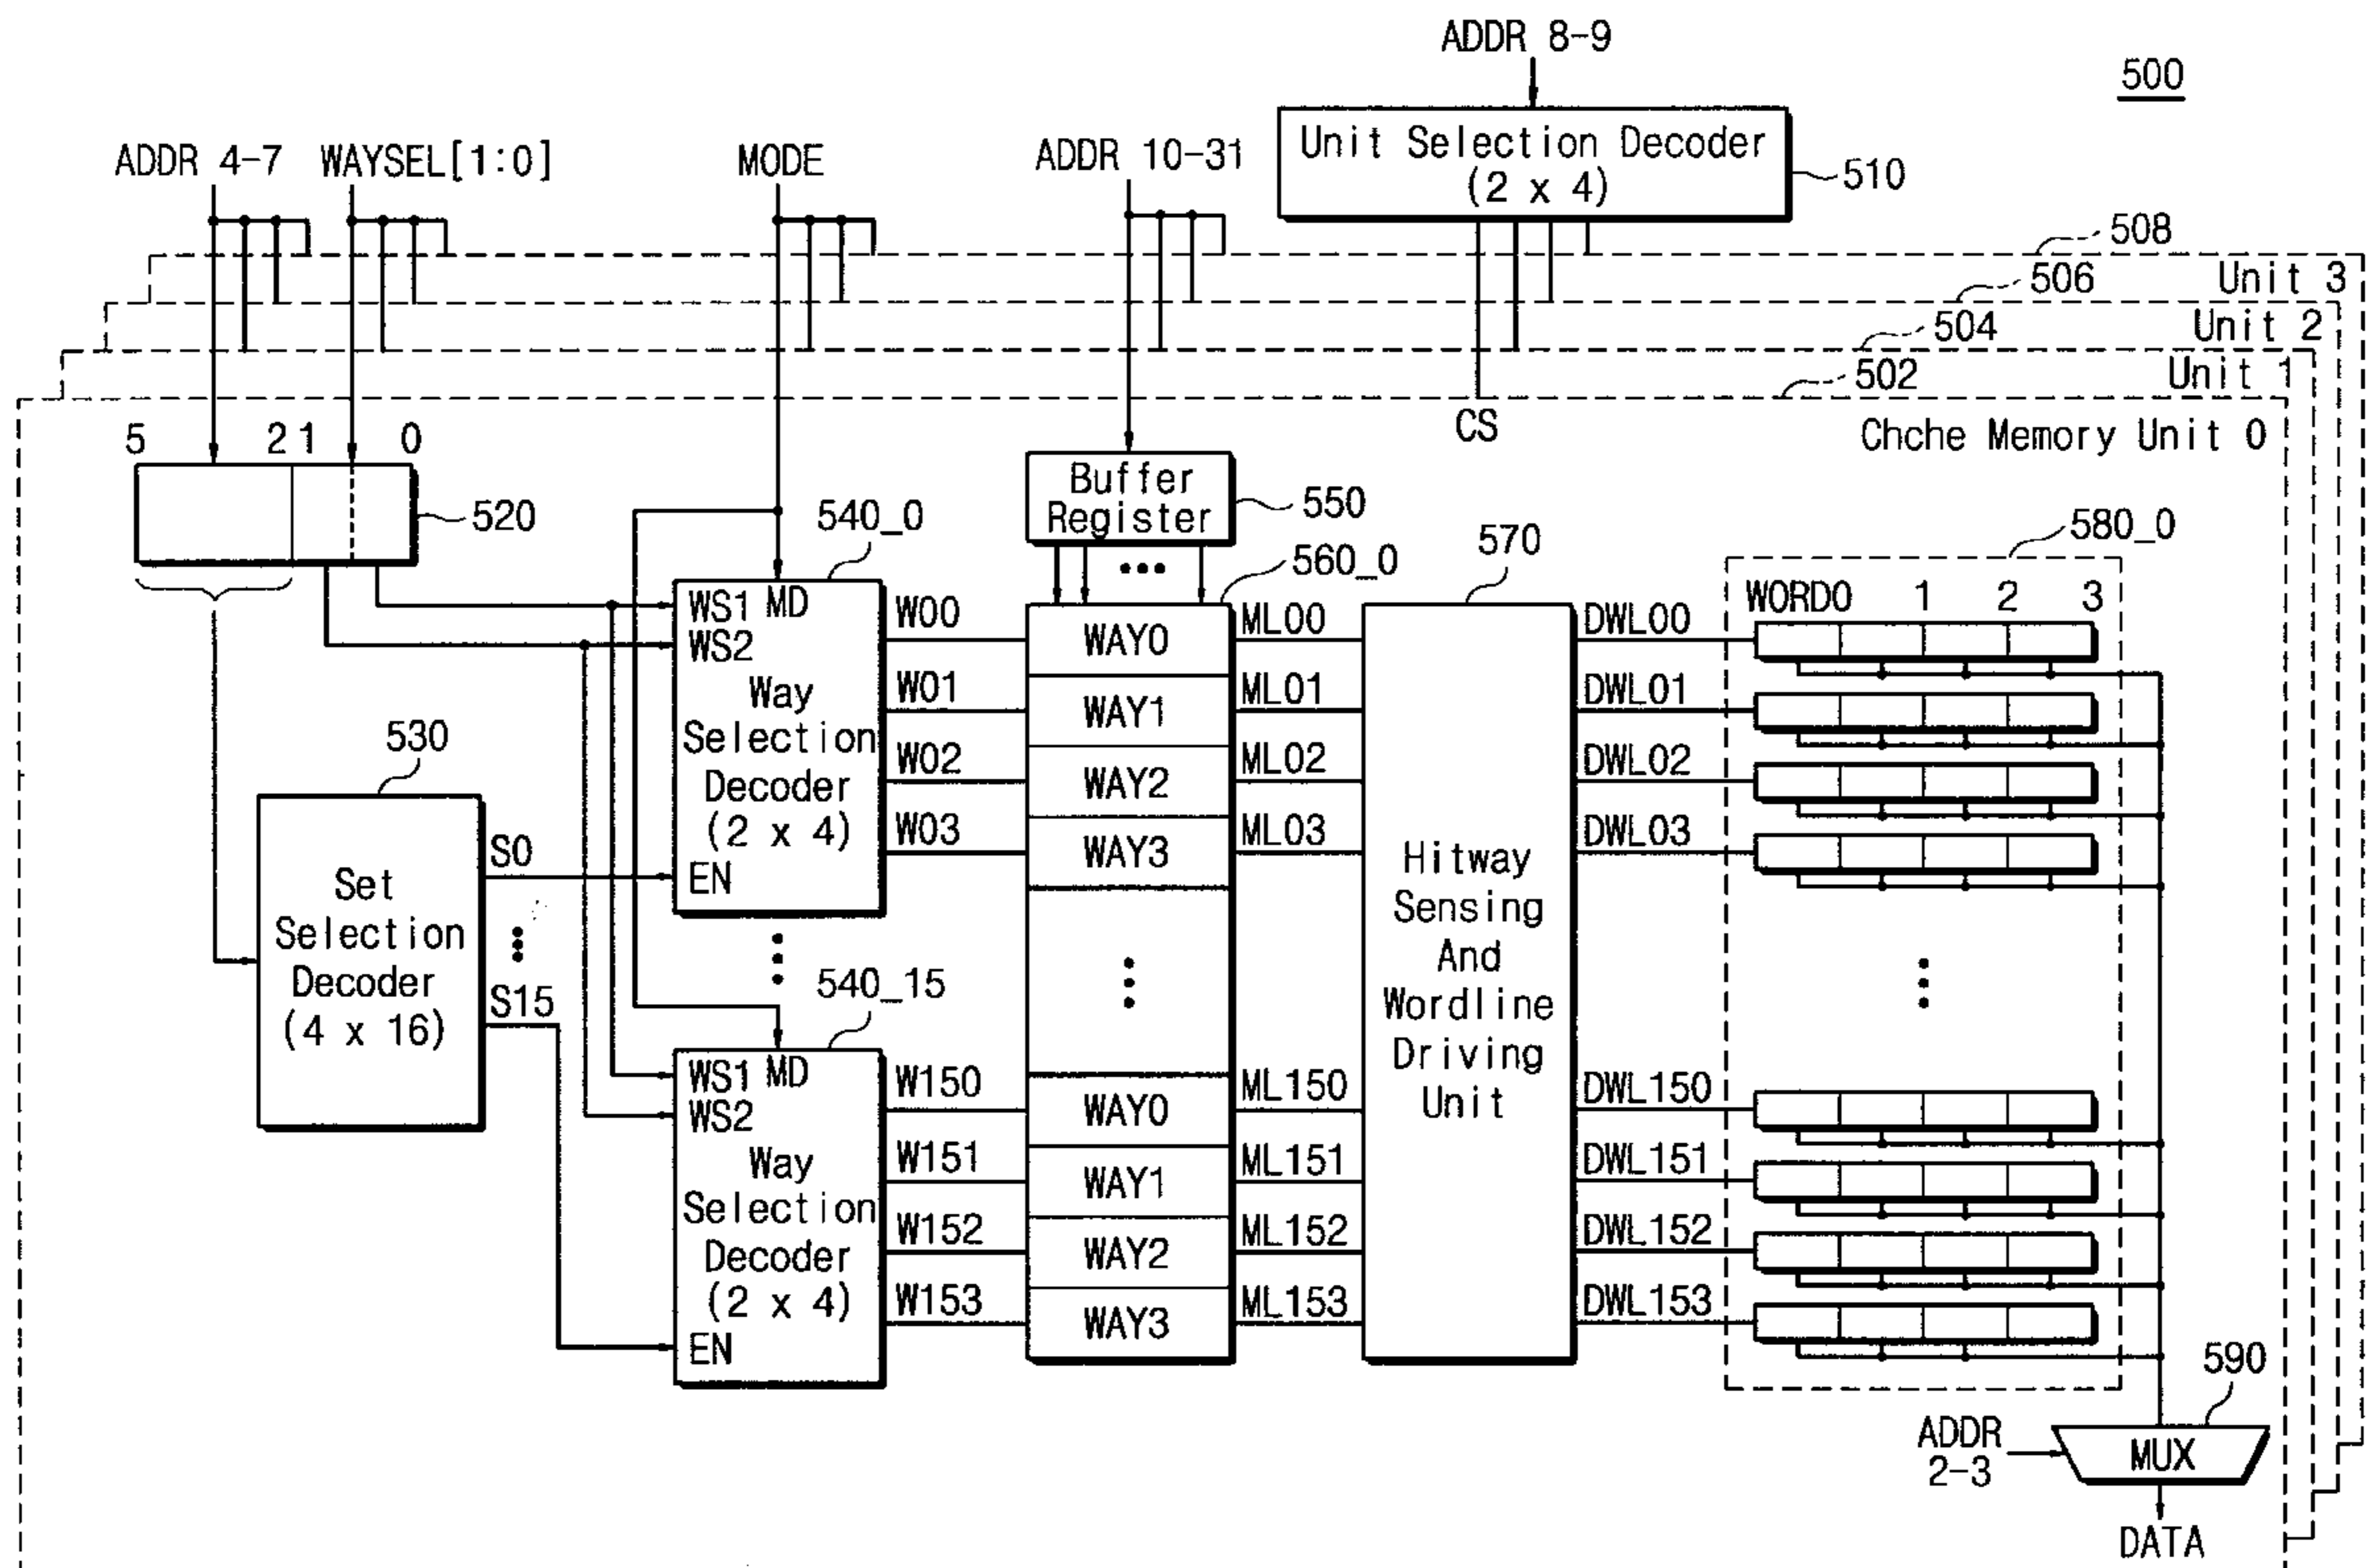 ADDR 8-9
500
Unit Selection Decoder
(2 x 4)
510
ADDR 4-7
WAYSEL[1:0]
MODE
ADDR 10-31
508
Unit 3
506
Unit 2
504
Unit 1
502
CS
Chche Memory Unit 0
5
2
1
0
520
Buffer
Register
550
540_0
560_0
570
580_0
WS1
MD
WS2
Way
Selection
Decoder
(2 x 4)
EN
W00
W01
W02
W03
WAY0
WAY1
WAY2
WAY3
ML00
ML01
ML02
ML03
DWL00
DWL01
DWL02
DWL03
WORD0
1
2
3
530
Set
Selection
Decoder
(4 x 16)
S0
S15
Hitway
Sensing
And
Wordline
Driving
Unit
540_15
WS1
MD
WS2
Way
Selection
Decoder
(2 x 4)
EN
W150
W151
W152
W153
WAY0
WAY1
WAY2
WAY3
ML150
ML151
ML152
ML153
DWL150
DWL151
DWL152
DWL153
590
ADDR
2-3
MUX
DATA